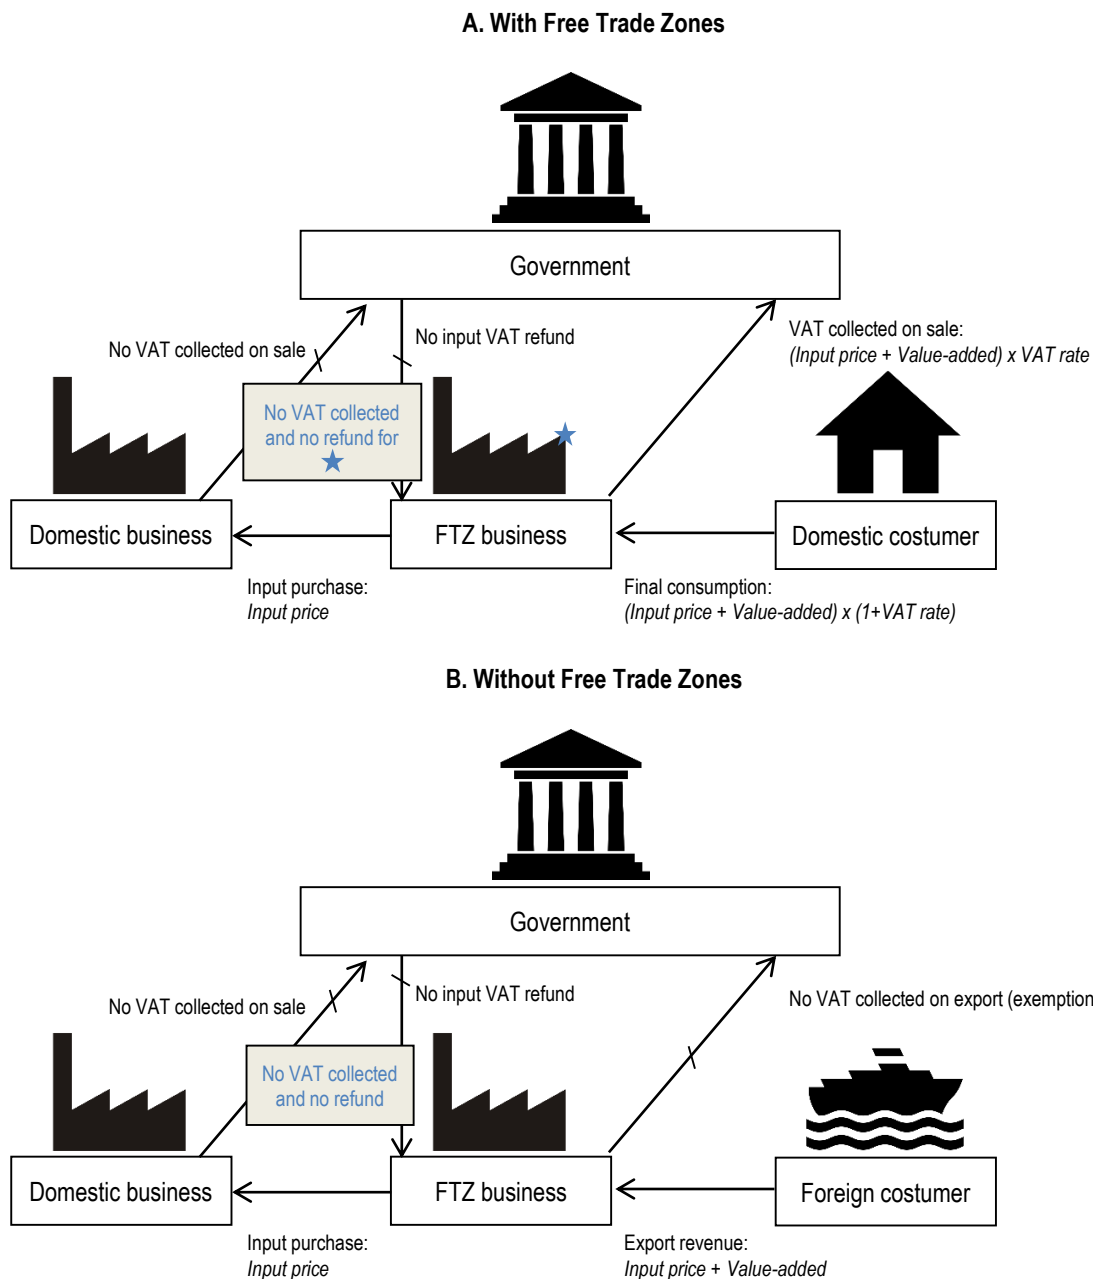 A. With Free Trade Zones
Government
No VAT collected on sale
No input VAT refund
VAT collected on sale:
(Input price + Value-added) x VAT rate
No VAT collected
and no refund for
Domestic business
FTZ business
Domestic costumer
Input purchase:
Input price
Final consumption:
(Input price + Value-added) x (1+VAT rate)
B. Without Free Trade Zones
Government
No VAT collected on sale
No input VAT refund
No VAT collected on export (exemption
No VAT collected
and no refund
Domestic business
FTZ business
Foreign costumer
Input purchase:
Input price
Export revenue:
Input price + Value-added